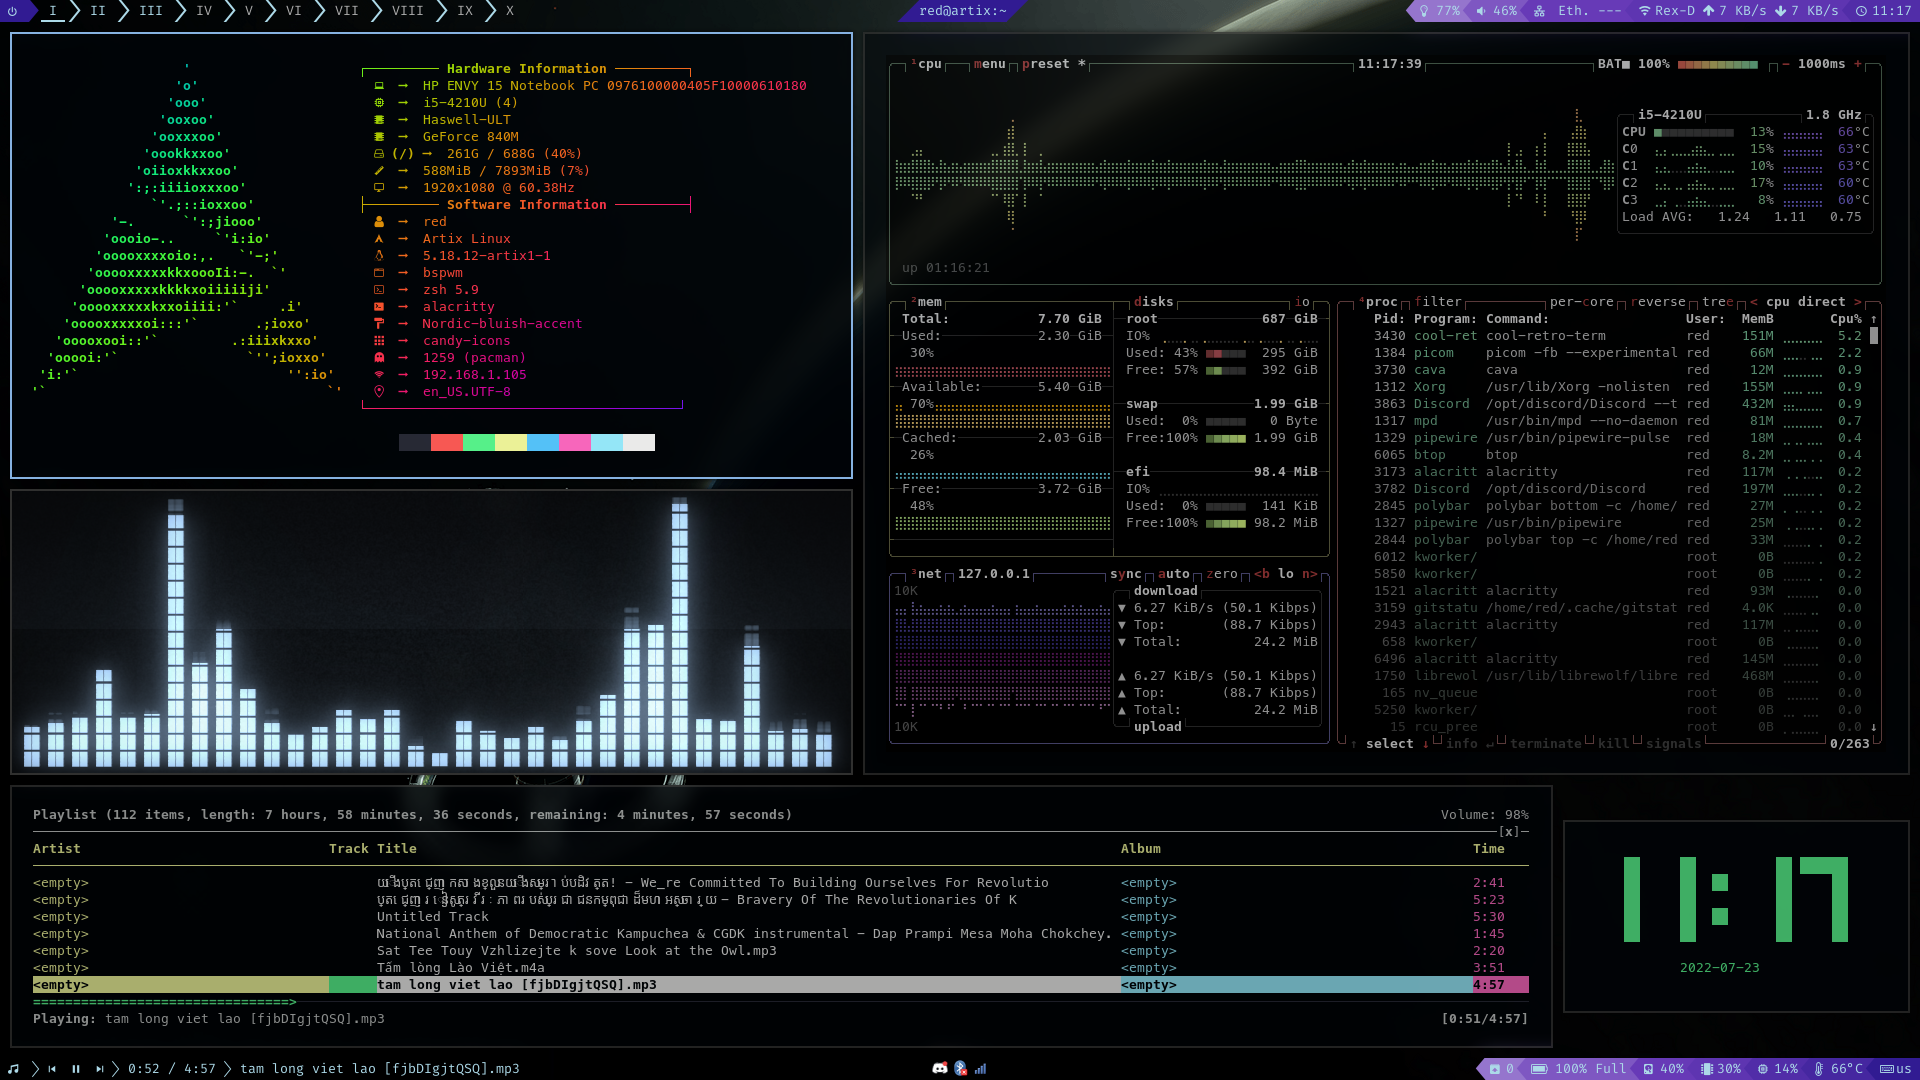 I II III IV V VI VII VIII IX X
red@artix:~
77% 46% Eth. --- Rex-D 7 KB/s 7 KB/s 11:17
Hardware Information
HP ENVY 15 Notebook PC 0976100000405F10000610180
i5-4210U (4)
Haswell-ULT
GeForce 840M
(/) → 261G / 688G (40%)
588MiB / 7893MiB (7%)
1920x1080 @ 60.38Hz
Software Information
red
Artix Linux
5.18.12-artix1-1
bspwm
zsh 5.9
alacritty
Nordic-bluish-accent
candy-icons
1259 (pacman)
192.168.1.105
en_US.UTF-8
¹cpu menu preset * 11:17:39 BAT■ 100% - 1000ms +
i5-4210U 1.8 GHz
CPU 13% 66°C
C0 15% 63°C
C1 10% 63°C
C2 17% 60°C
C3 8% 60°C
Load AVG: 1.24 1.11 0.75
up 01:16:21
²mem disks io
Total: 7.70 GiB
Used: 2.30 GiB
30%
Available: 5.40 GiB
70%
Cached: 2.03 GiB
26%
Free: 3.72 GiB
48%
root 687 GiB
IO%
Used: 43% 295 GiB
Free: 57% 392 GiB
swap 1.99 GiB
Used: 0% 0 Byte
Free:100% 1.99 GiB
efi 98.4 MiB
IO%
Used: 0% 141 KiB
Free:100% 98.2 MiB
³net 127.0.0.1 sync auto zero <b lo n>
10K
download
▼ 6.27 KiB/s (50.1 Kibps)
▼ Top: (88.7 Kibps)
▼ Total: 24.2 MiB
▲ 6.27 KiB/s (50.1 Kibps)
▲ Top: (88.7 Kibps)
▲ Total: 24.2 MiB
10K upload
⁴proc filter per-core reverse tree < cpu direct >
Pid: Program: Command: User: MemB Cpu% ↑
3430 cool-ret cool-retro-term red 151M 5.2
1384 picom picom -fb --experimental red 66M 2.2
3730 cava cava red 12M 0.9
1312 Xorg /usr/lib/Xorg -nolisten red 155M 0.9
3863 Discord /opt/discord/Discord --t red 432M 0.9
1317 mpd /usr/bin/mpd --no-daemon red 81M 0.7
1329 pipewire /usr/bin/pipewire-pulse red 18M 0.4
6065 btop btop red 8.2M 0.4
3173 alacritt alacritty red 117M 0.2
3782 Discord /opt/discord/Discord red 197M 0.2
2845 polybar polybar bottom -c /home/ red 27M 0.2
1327 pipewire /usr/bin/pipewire red 25M 0.2
2844 polybar polybar top -c /home/red red 33M 0.2
6012 kworker/ root 0B 0.2
5850 kworker/ root 0B 0.2
1521 alacritt alacritty red 93M 0.0
3159 gitstatu /home/red/.cache/gitstat red 4.0K 0.0
2943 alacritt alacritty red 117M 0.0
658 kworker/ root 0B 0.0
6496 alacritt alacritty red 145M 0.0
1750 librewol /usr/lib/librewolf/libre red 468M 0.0
165 nv_queue root 0B 0.0
5250 kworker/ root 0B 0.0
15 rcu_pree root 0B 0.0 ↓
↑ select ↓ info ↵ terminate kill signals 0/263
Playlist (112 items, length: 7 hours, 58 minutes, 36 seconds, remaining: 4 minutes, 57 seconds) Volume: 98%
[x]
Artist Track Title Album Time
<empty> - We_re Committed To Building Ourselves For Revolutio <empty> 2:41
<empty> - Bravery Of The Revolutionaries Of K <empty> 5:23
<empty> Untitled Track <empty> 5:30
<empty> National Anthem of Democratic Kampuchea & CGDK instrumental - Dap Prampi Mesa Moha Chokchey. <empty> 1:45
<empty> Sat Tee Touy Vzhlizejte k sove Look at the Owl.mp3 <empty> 2:20
<empty> Tấm lòng Lào Việt.m4a <empty> 3:51
<empty> tam long viet lao [fjbDIgjtQSQ].mp3 <empty> 4:57
Playing: tam long viet lao [fjbDIgjtQSQ].mp3 [0:51/4:57]
11:17
2022-07-23
0:52 / 4:57 tam long viet lao [fjbDIgjtQSQ].mp3
0 100% Full 40% 30% 14% 66°C us